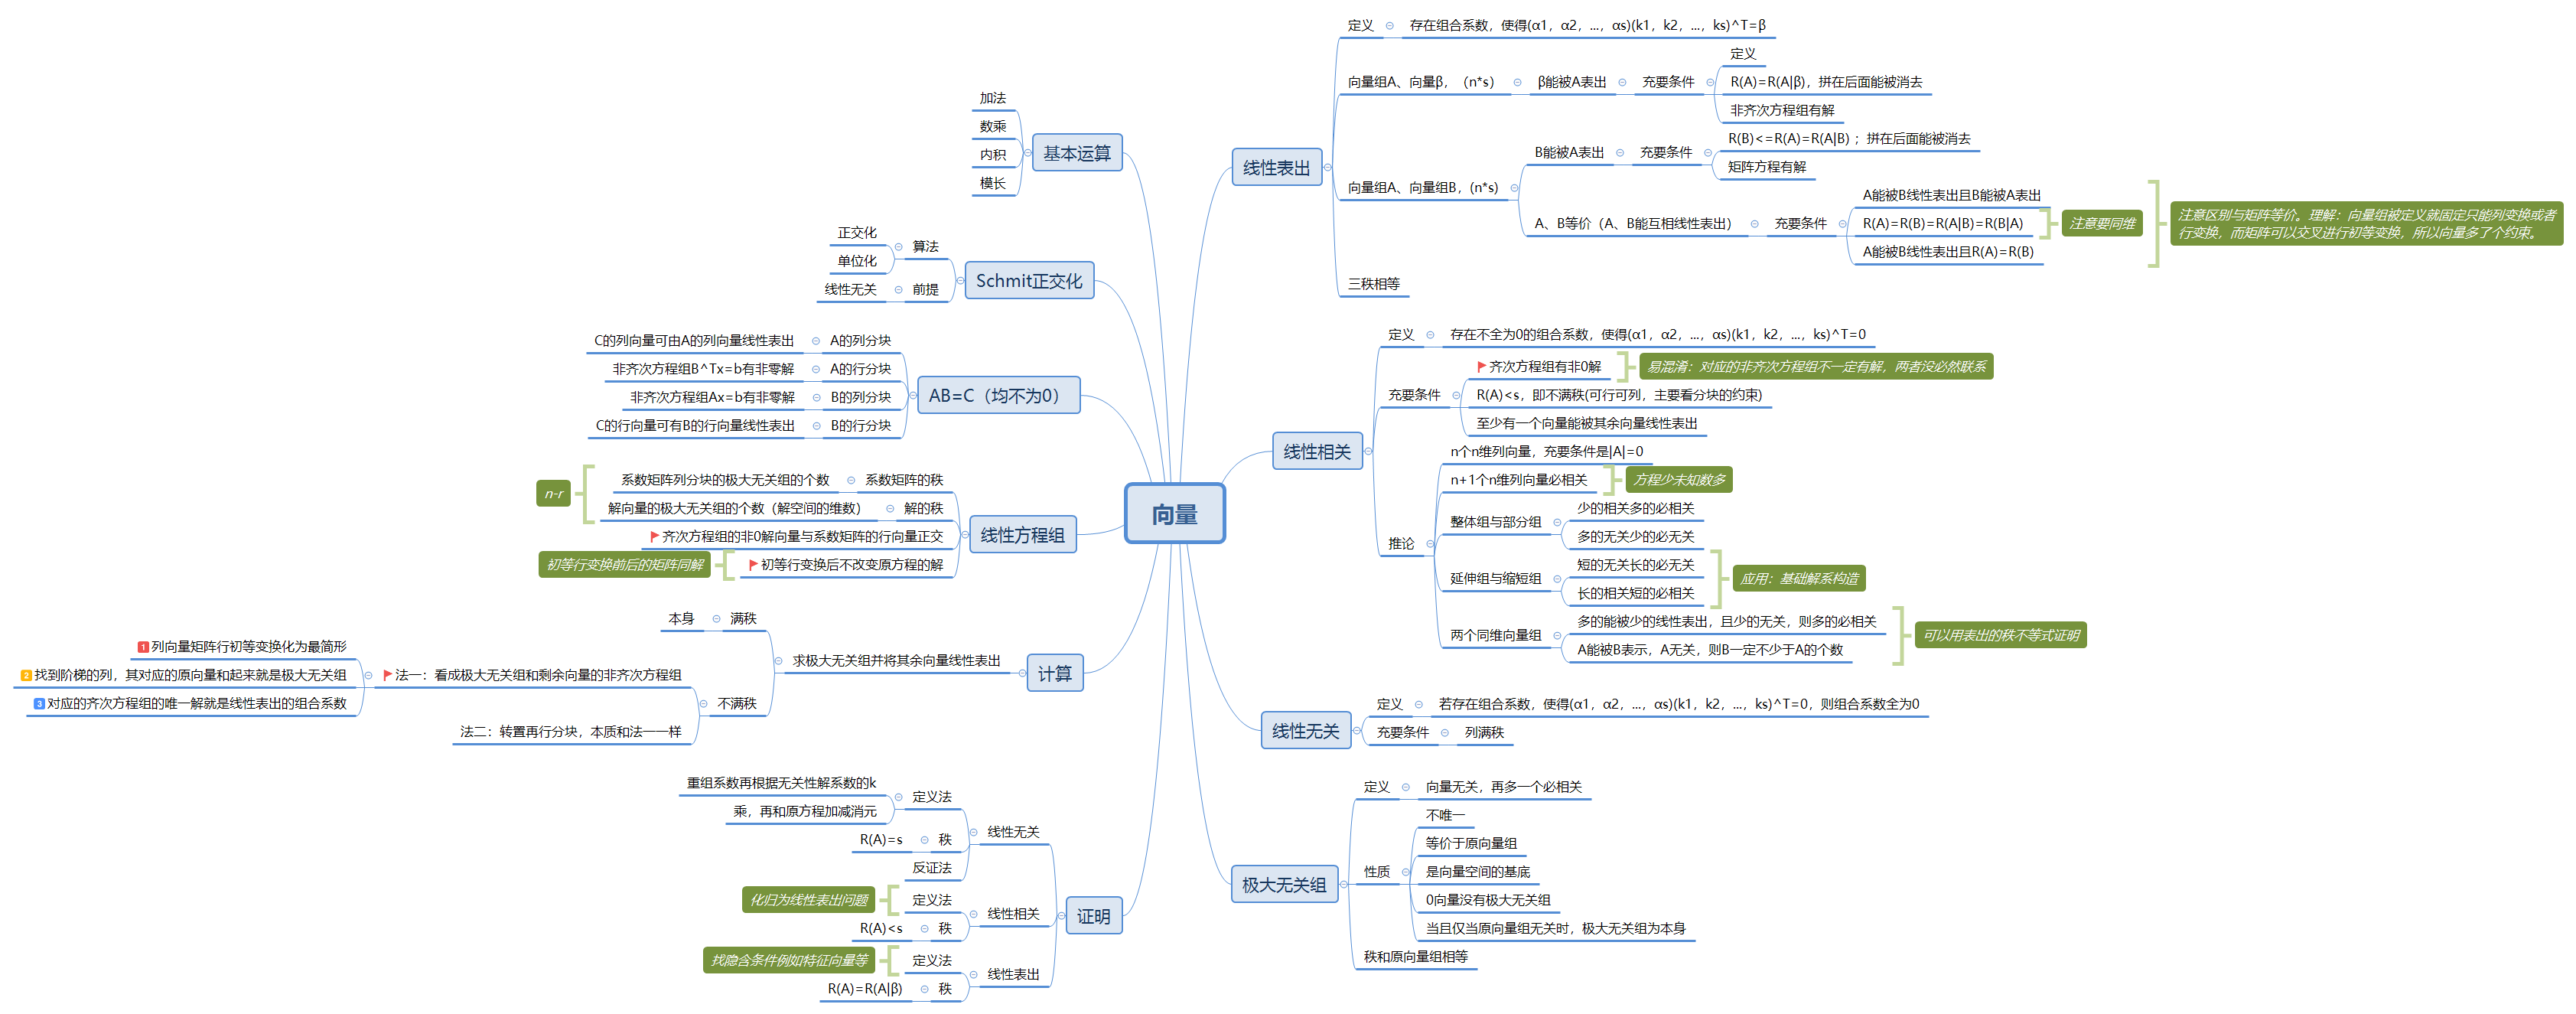 向量
线性表出
定义
存在组合系数，使得(α1，α2，...，αs)(k1，k2，...，ks)^T=β
向量组A、向量β，（n*s）
β能被A表出
充要条件
定义
R(A)=R(A|β)，拼在后面能被消去
非齐次方程组有解
向量组A、向量组B，(n*s)
B能被A表出
充要条件
R(B)<=R(A)=R(A|B)；拼在后面能被消去
矩阵方程有解
A、B等价（A、B能互相线性表出）
充要条件
A能被B线性表出且B能被A表出
R(A)=R(B)=R(A|B)=R(B|A)
A能被B线性表出且R(A)=R(B)
注意要同维
注意区别与矩阵等价。理解：向量组被定义就固定只能列变换或者
行变换，而矩阵可以交叉进行初等变换，所以向量多了个约束。
三秩相等
线性相关
定义
存在不全为0的组合系数，使得(α1，α2，...，αs)(k1，k2，...，ks)^T=0
充要条件
齐次方程组有非0解
易混淆：对应的非齐次方程组不一定有解，两者没必然联系
R(A)<s，即不满秩(可行可列，主要看分块的约束)
至少有一个向量能被其余向量线性表出
推论
n个n维列向量，充要条件是|A|=0
n+1个n维列向量必相关
方程少未知数多
整体组与部分组
少的相关多的必相关
多的无关少的必无关
延伸组与缩短组
短的无关长的必无关
长的相关短的必相关
应用：基础解系构造
两个同维向量组
多的能被少的线性表出，且少的无关，则多的必相关
A能被B表示，A无关，则B一定不少于A的个数
可以用表出的秩不等式证明
线性无关
定义
若存在组合系数，使得(α1，α2，...，αs)(k1，k2，...，ks)^T=0，则组合系数全为0
充要条件
列满秩
极大无关组
定义
向量无关，再多一个必相关
性质
不唯一
等价于原向量组
是向量空间的基底
0向量没有极大无关组
当且仅当原向量组无关时，极大无关组为本身
秩和原向量组相等
基本运算
加法
数乘
内积
模长
Schmit正交化
算法
正交化
单位化
前提
线性无关
AB=C（均不为0）
A的列分块
C的列向量可由A的列向量线性表出
A的行分块
非齐次方程组B^Tx=b有非零解
B的列分块
非齐次方程组Ax=b有非零解
B的行分块
C的行向量可有B的行向量线性表出
线性方程组
系数矩阵的秩
系数矩阵列分块的极大无关组的个数
解的秩
解向量的极大无关组的个数（解空间的维数）
n-r
齐次方程组的非0解向量与系数矩阵的行向量正交
初等行变换后不改变原方程的解
初等行变换前后的矩阵同解
计算
求极大无关组并将其余向量线性表出
满秩
本身
不满秩
法一：看成极大无关组和剩余向量的非齐次方程组
1 列向量矩阵行初等变换化为最简形
2 找到阶梯的列，其对应的原向量和起来就是极大无关组
3 对应的齐次方程组的唯一解就是线性表出的组合系数
法二：转置再行分块，本质和法一一样
证明
线性无关
定义法
重组系数再根据无关性解系数的k
乘，再和原方程加减消元
秩
R(A)=s
反证法
线性相关
定义法
化归为线性表出问题
秩
R(A)<s
线性表出
定义法
找隐含条件例如特征向量等
秩
R(A)=R(A|β)